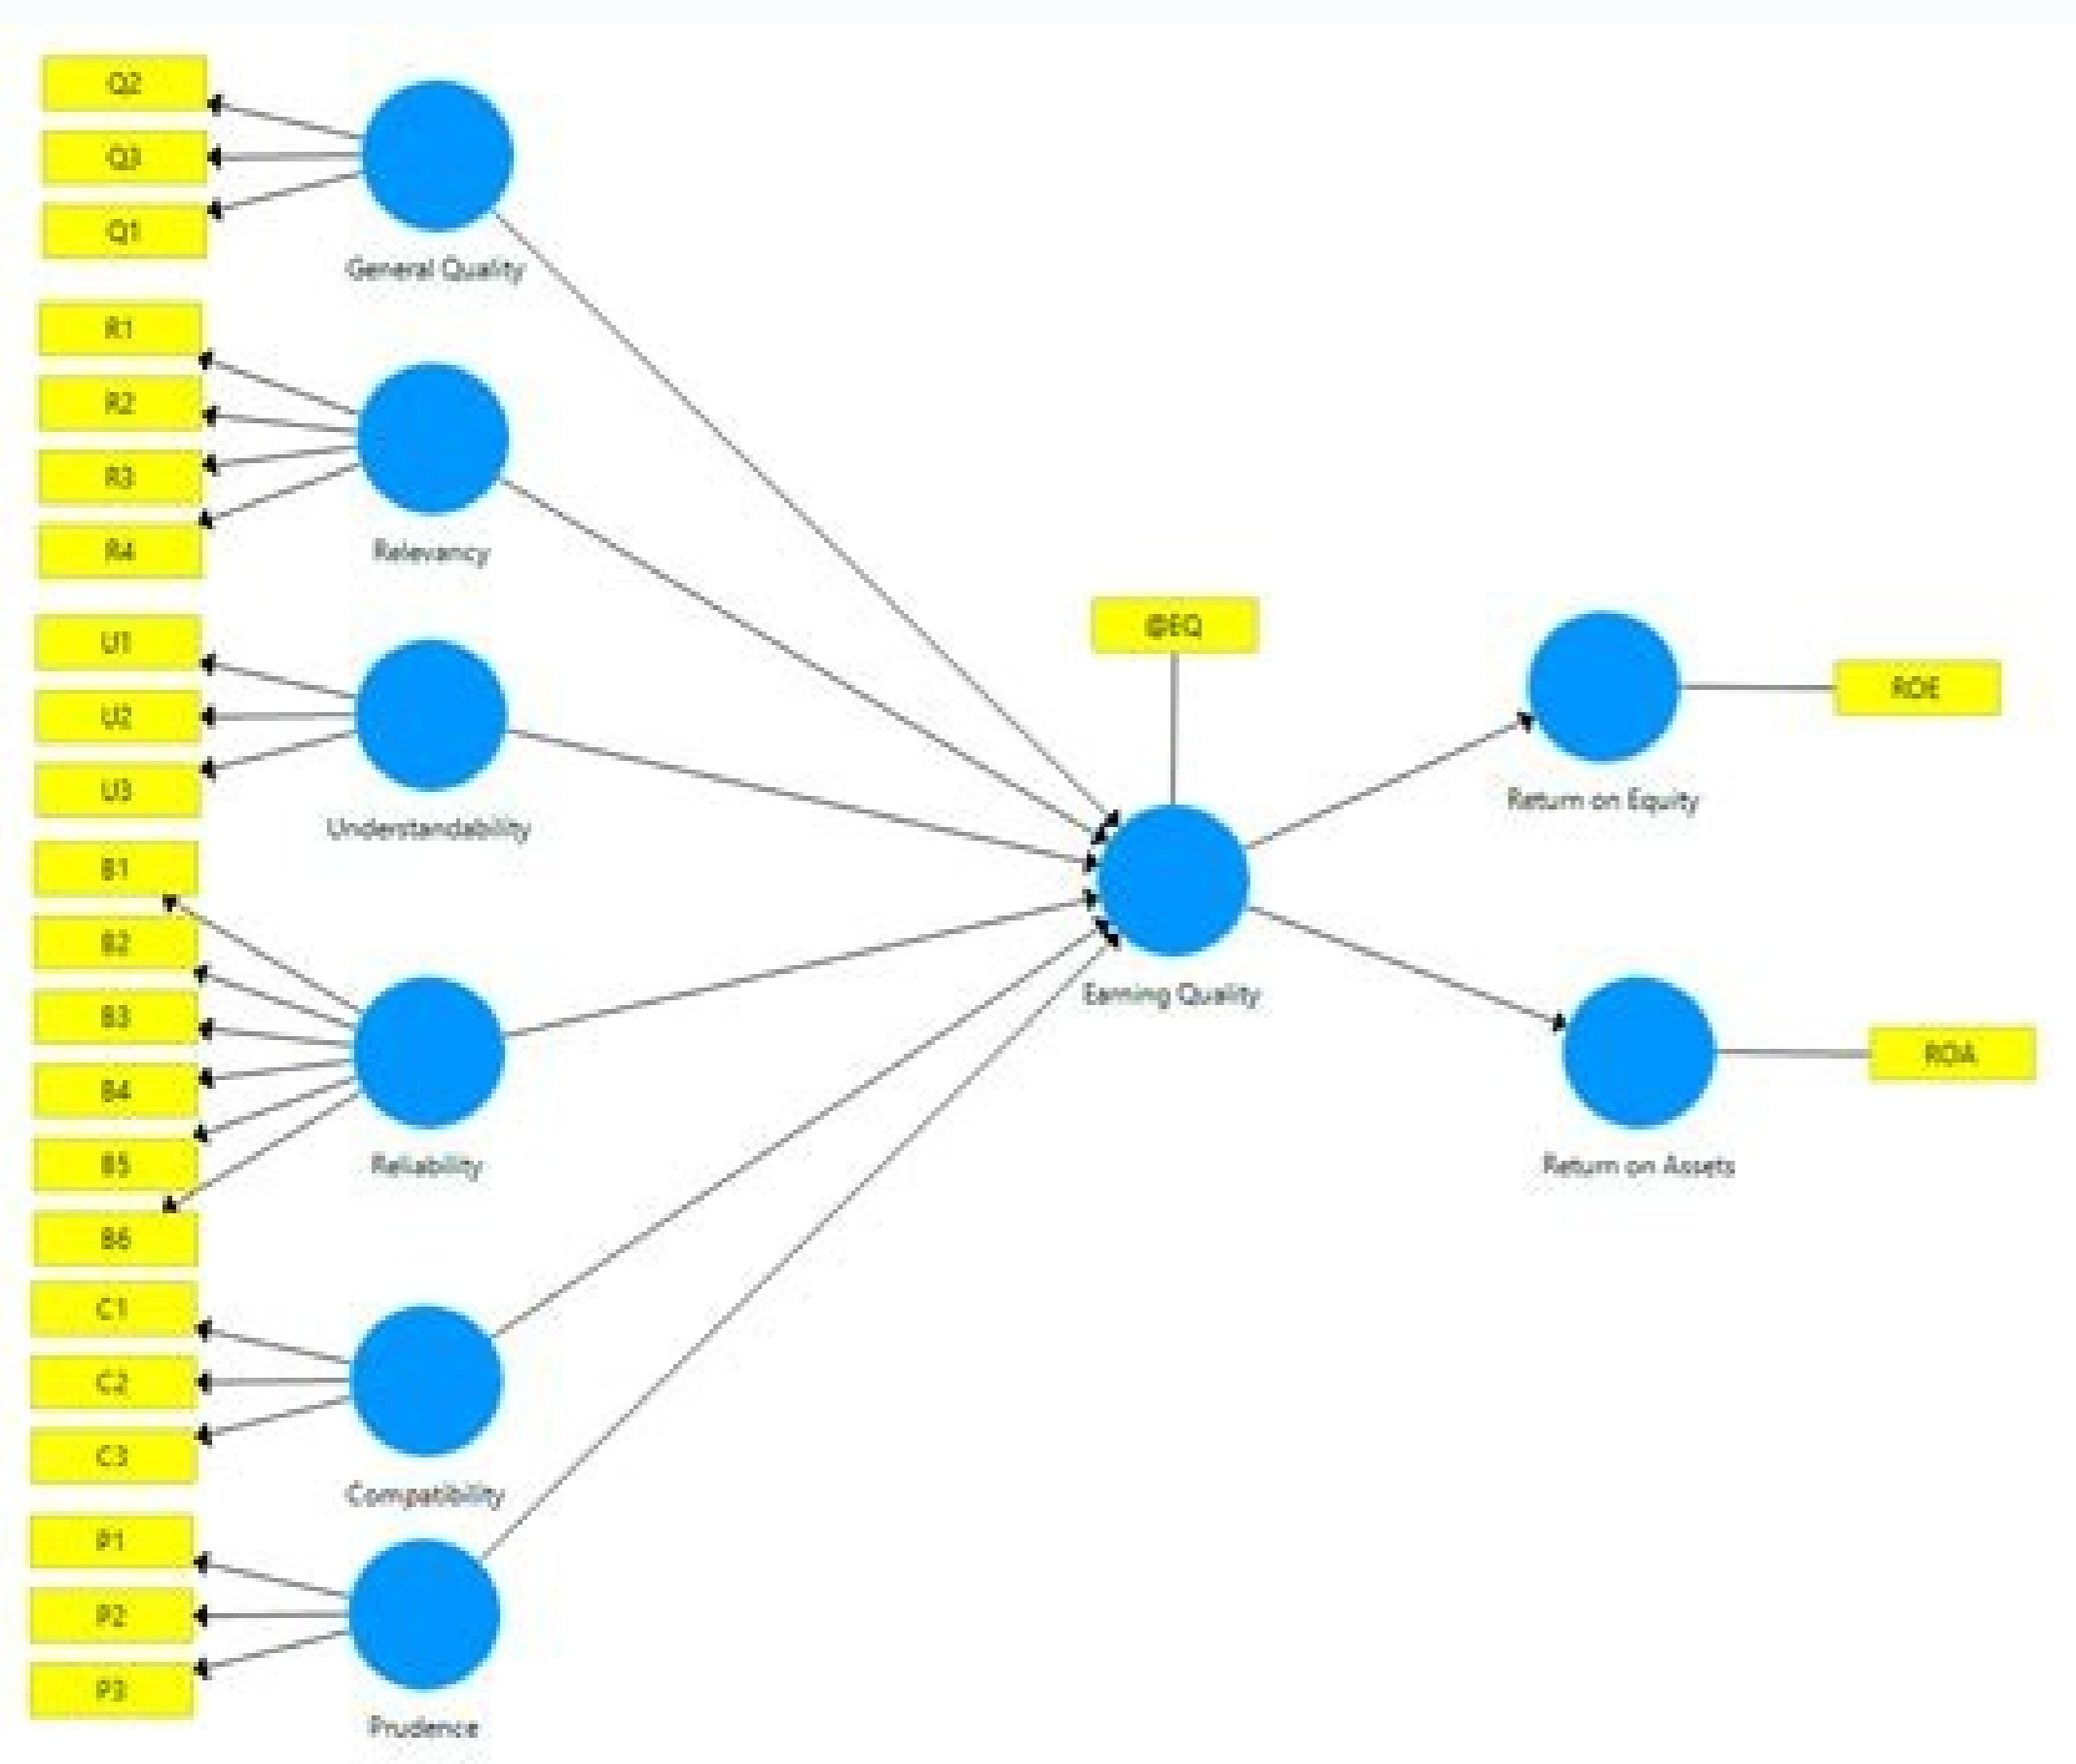 Q2
Q3
Q1
General Quality
R1
R2
R3
R4
Relevancy
U1
U2
U3
Understandability
B1
B2
B3
B4
B5
B6
Reliability
C1
C2
C3
Compatibility
P1
P2
P3
Prudence
@EQ
Earning Quality
ROE
Return on Equity
ROA
Return on Assets